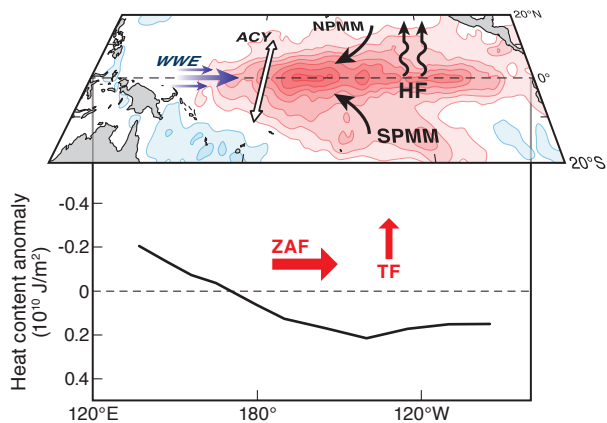 20°N
NPMM
ACY
WWE
0°
HF
SPMM
20°S
Heat content anomaly
(10¹⁰ J/m²)
-0.4
-0.2
0
0.2
0.4
ZAF
TF
120°E
180°
120°W